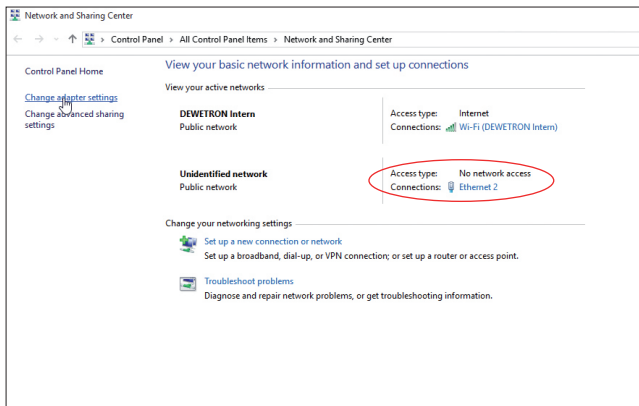 Network and Sharing Center
Control Panel > All Control Panel Items > Network and Sharing Center
Control Panel Home
Change adapter settings
Change advanced sharing
settings
View your basic network information and set up connections
View your active networks
DEWETRON Intern
Public network
Access type: Internet
Connections: Wi-Fi (DEWETRON Intern)
Unidentified network
Public network
Access type: No network access
Connections: Ethernet 2
Change your networking settings
Set up a new connection or network
Set up a broadband, dial-up, or VPN connection; or set up a router or access point.
Troubleshoot problems
Diagnose and repair network problems, or get troubleshooting information.